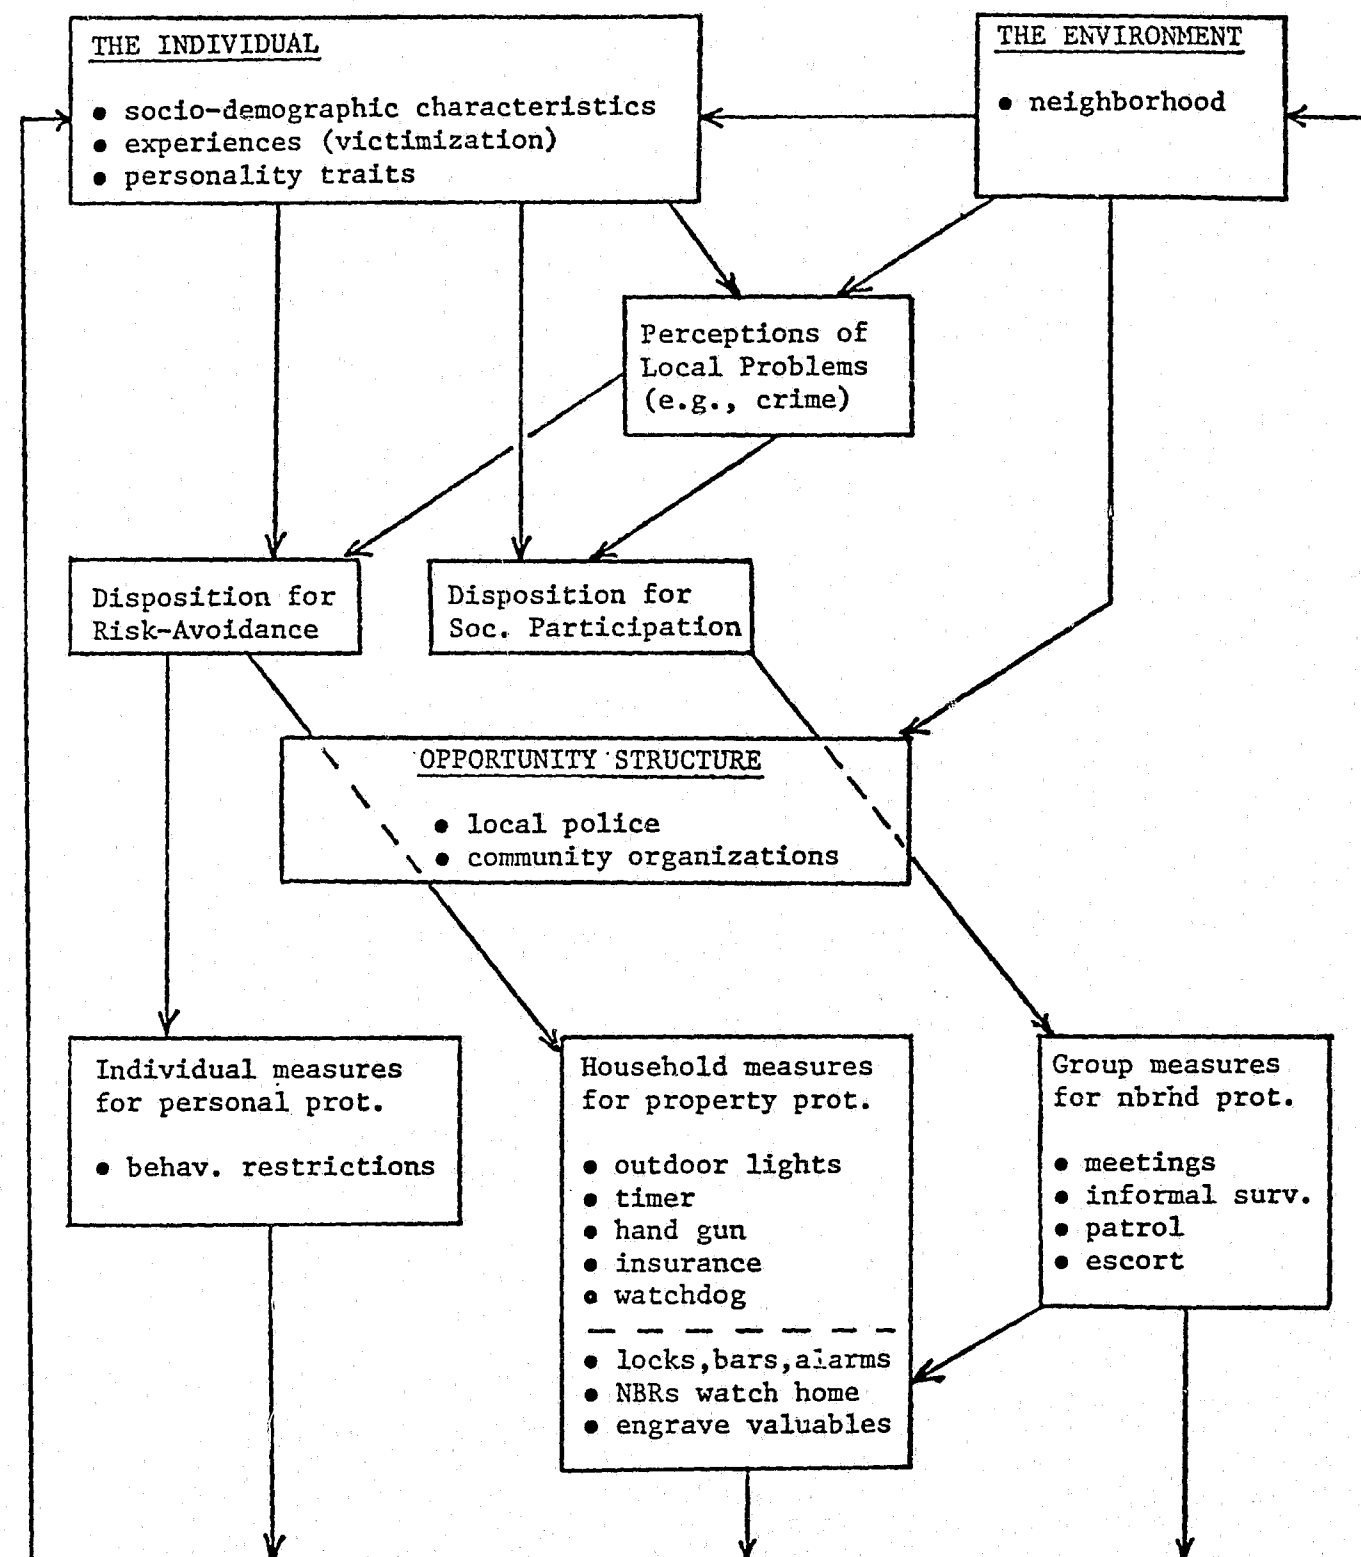 THE INDIVIDUAL
• socio-demographic characteristics
• experiences (victimization)
• personality traits
THE ENVIRONMENT
• neighborhood
Perceptions of
Local Problems
(e.g., crime)
Disposition for
Risk-Avoidance
Disposition for
Soc. Participation
OPPORTUNITY STRUCTURE
• local police
• community organizations
Individual measures
for personal prot.
• behav. restrictions
Household measures
for property prot.
• outdoor lights
• timer
• hand gun
• insurance
• watchdog
• locks,bars,alarms
• NBRs watch home
• engrave valuables
Group measures
for nbrhd prot.
• meetings
• informal surv.
• patrol
• escort